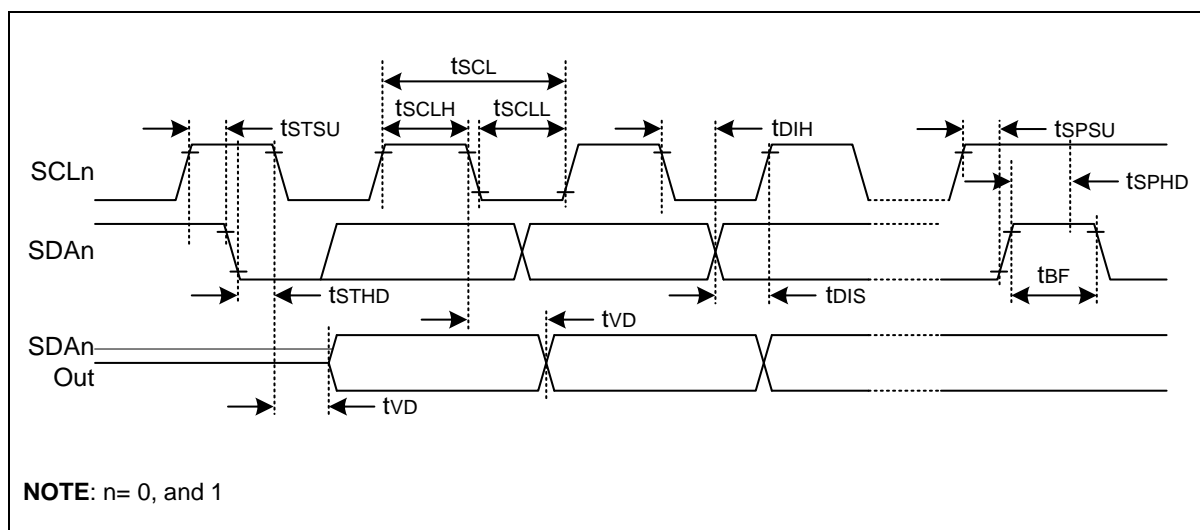 tSCL
tSCLH
tSCLL
tSTSU
tDIH
tSPSU
SCLn
tSPHD
SDAn
tSTHD
tDIS
tBF
tVD
SDAn
Out
tVD
NOTE: n= 0, and 1